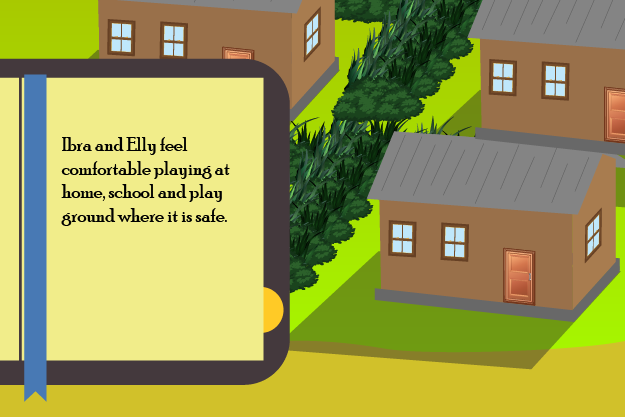 Ibra and Elly feel
comfortable playing at
home, school and play
ground where it is safe.